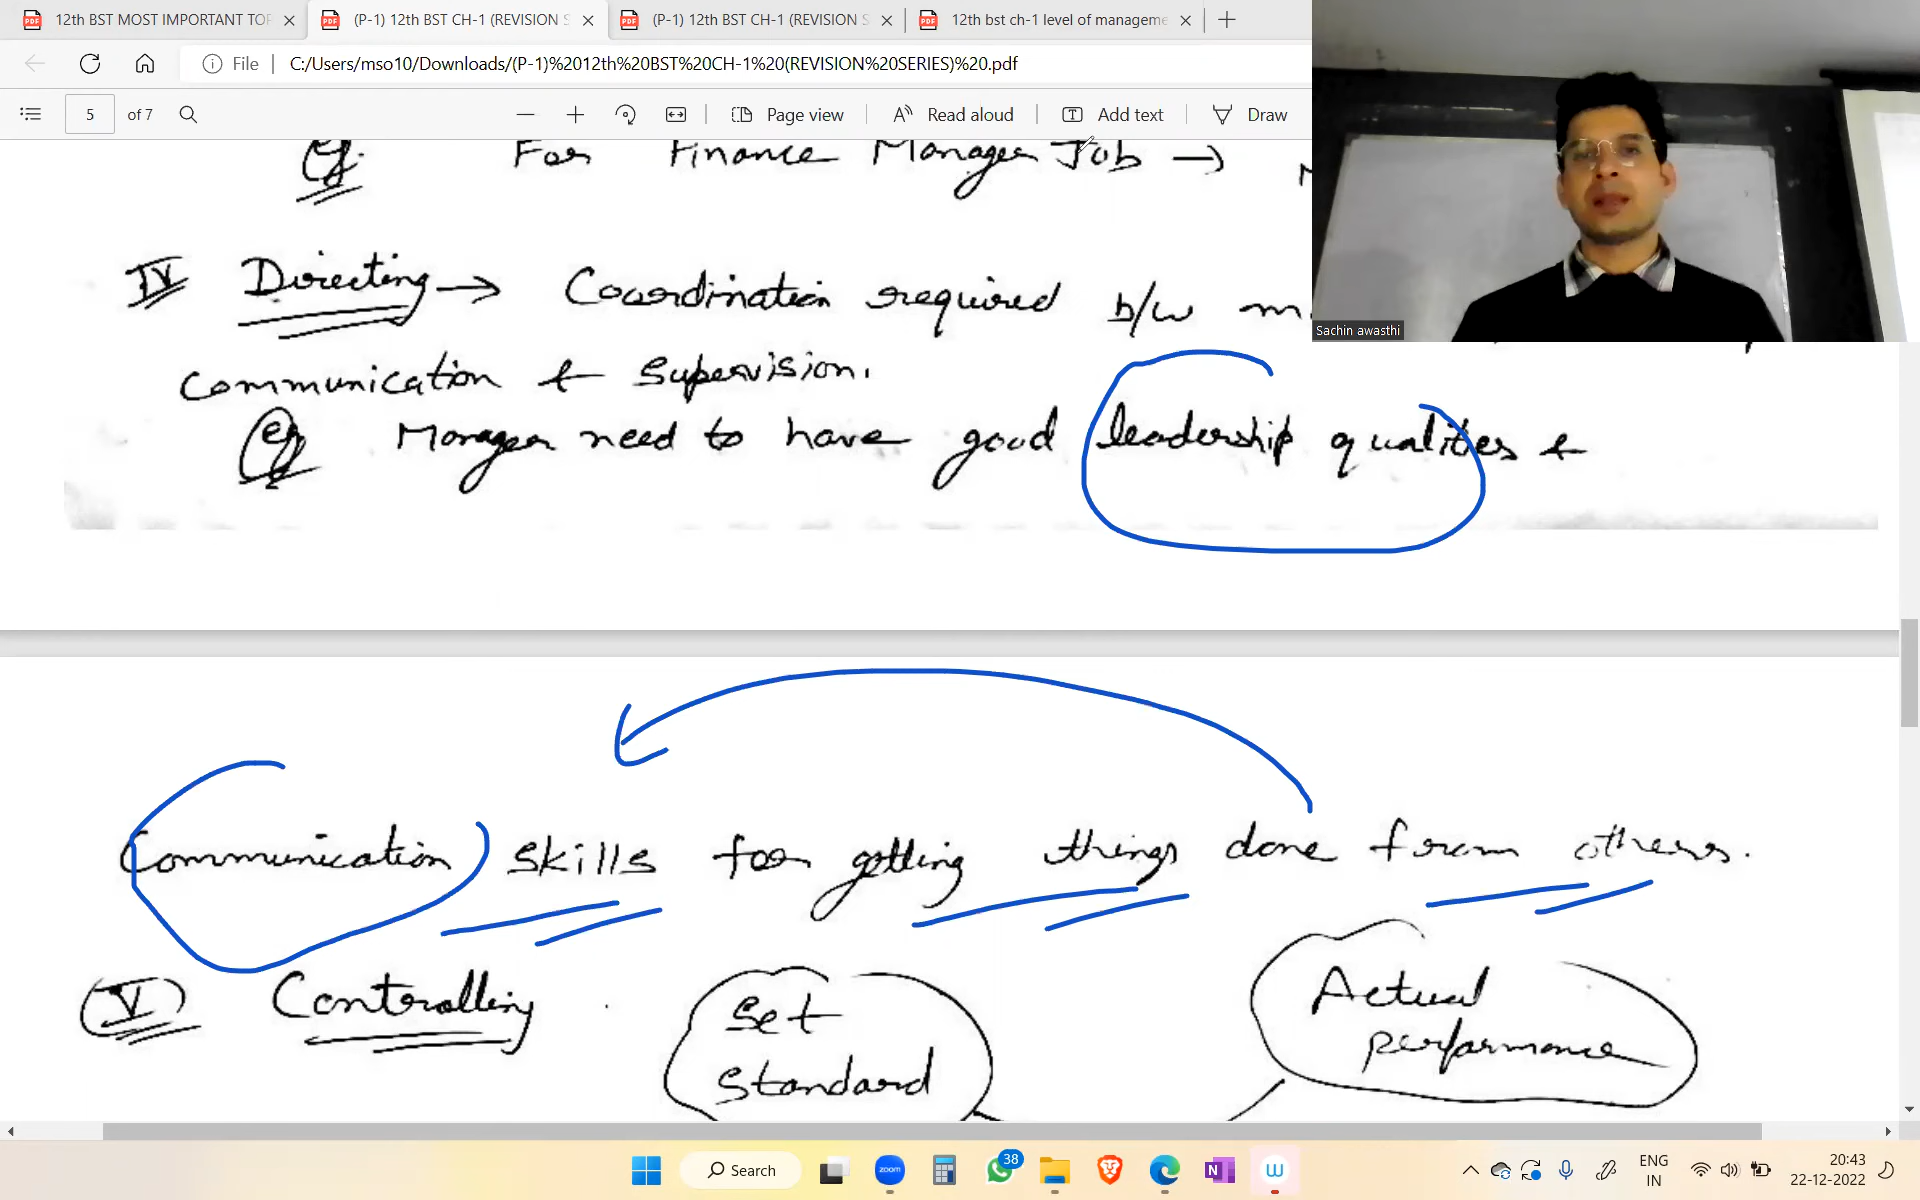 12th BST MOST IMPORTANT TOP
(P-1) 12th BST CH-1 (REVISION S
(P-1) 12th BST CH-1 (REVISION S
12th bst ch-1 level of manageme
File
C:/Users/mso10/Downloads/(P-1)%2012th%20BST%20CH-1%20(REVISION%20SERIES)%20.pdf
5 of 7
Page view
Read aloud
Add text
Draw
eg. For Finance Manager Job →
Sachin awasthi
IV Directing → Coordination required b/w
Communication & Supervision.
eg Manager need to have good leadership qualities &
Communication skills for getting things done from others.
V Controlling
Set
Standard
Actual
performance
Search
zoom
38
ENG
IN
20:43
22-12-2022